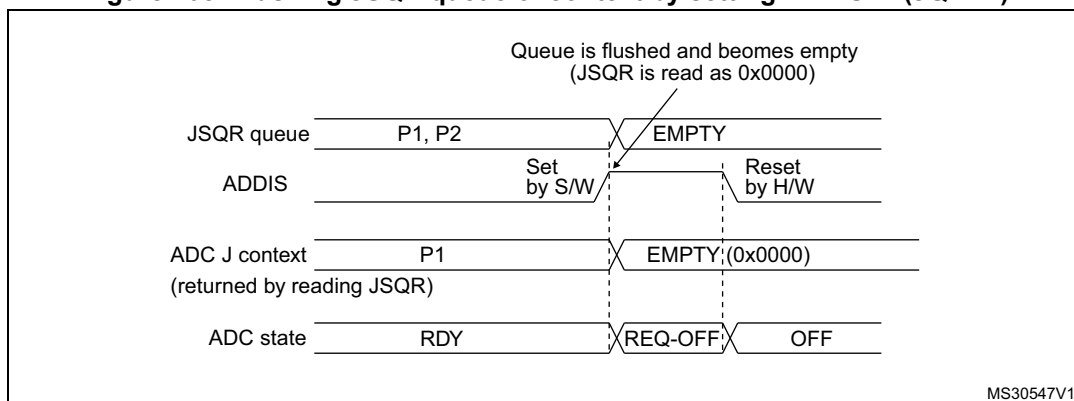 Queue is flushed and beomes empty
(JSQR is read as 0x0000)
JSQR queue P1, P2 EMPTY
Set Reset
ADDIS by S/W by H/W
ADC J context P1 EMPTY (0x0000)
(returned by reading JSQR)
ADC state RDY REQ-OFF OFF
MS30547V1